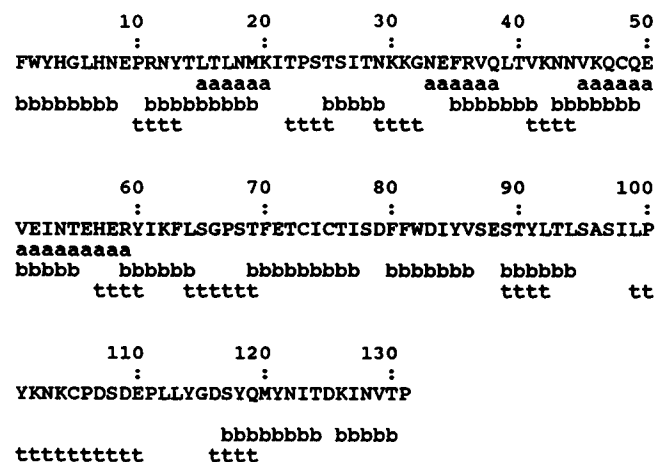 10 20 30 40 50
: : : : :
FWYHGLHNEPRNYTLTLNMKITPSTSITNKKGNEFRVQLTVKNNVKQCQE
aaaaaa aaaaaa aaaaaa
bbbbbbbb bbbbbbbbb bbbbb bbbbbbb bbbbbbb
tttt tttt tttt tttt
60 70 80 90 100
: : : : :
VEINTEHERYIKFLSGPSTFETCICTISDFFWDIYVSESTYLTLSASILP
aaaaaaaaa
bbbbb bbbbbb bbbbbbbbb bbbbbbb bbbbbb
tttt tttttt tttt tt
110 120 130
: : :
YKNKCPDSDEPLLYGDSYQMYNITDKINVTP
bbbbbbbb bbbbb
tttttttttt tttt